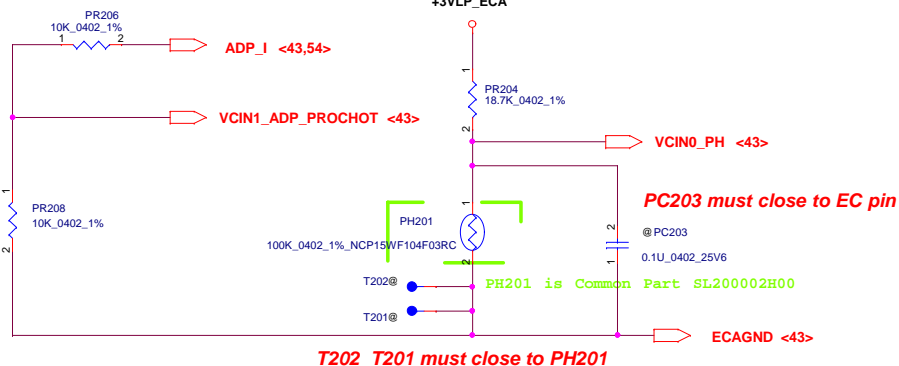 +3VLP_ECA
PR206
10K_0402_1%
1
2
ADP_I <43,54>
1
PR204
18.7K_0402_1%
2
VCIN1_ADP_PROCHOT <43>
VCIN0_PH <43>
1
PR208
10K_0402_1%
2
PC203 must close to EC pin
1
PH201
100K_0402_1%_NCP15WF104F03RC
2
2
@PC203
1
0.1U_0402_25V6
T202@
PH201 is Common Part SL200002H00
T201@
ECAGND <43>
T202 T201 must close to PH201